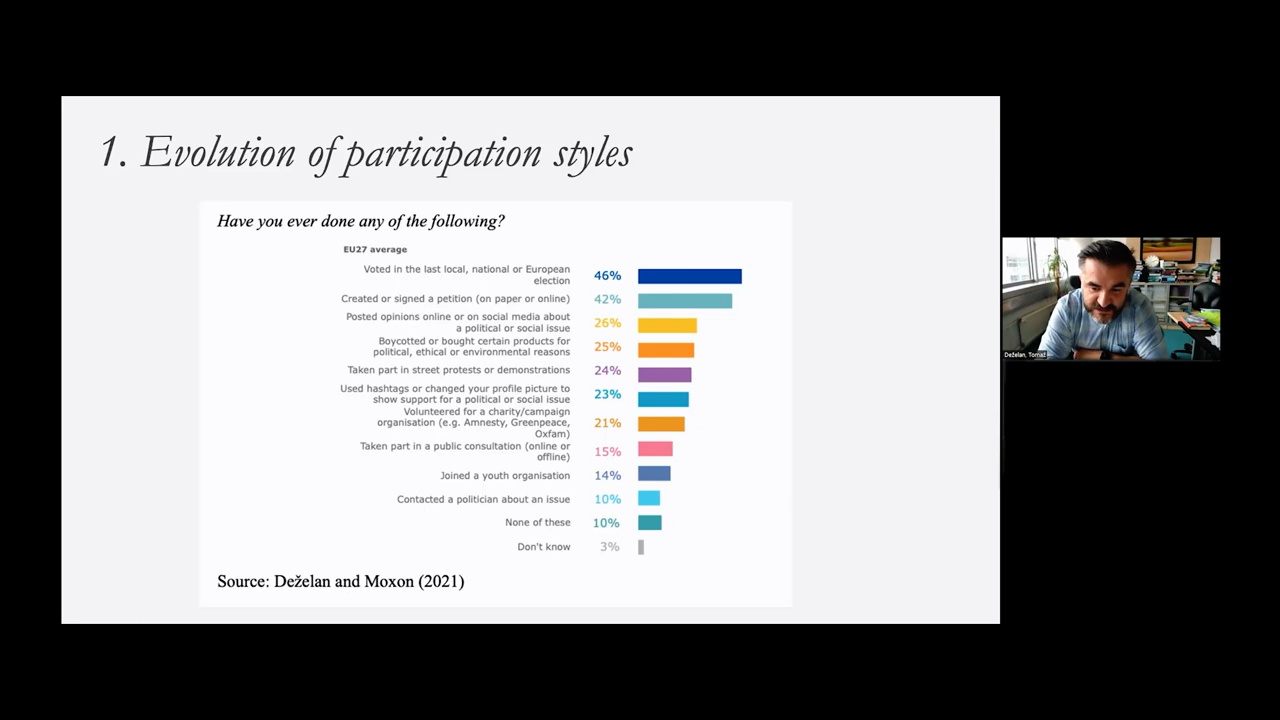 1. Evolution of participation styles
Have you ever done any of the following?
EU27 average
Voted in the last local, national or European
election
46%
Created or signed a petition (on paper or online)
42%
Posted opinions online or on social media about
a political or social issue
26%
Boycotted or bought certain products for
political, ethical or environmental reasons
25%
Taken part in street protests or demonstrations
24%
Used hashtags or changed your profile picture to
show support for a political or social issue
23%
Volunteered for a charity/campaign
organisation (e.g. Amnesty, Greenpeace,
Oxfam)
21%
Taken part in a public consultation (online or
offline)
15%
Joined a youth organisation
14%
Contacted a politician about an issue
10%
None of these
10%
Don't know
3%
Source: Deželan and Moxon (2021)
Deželan, Tomaž